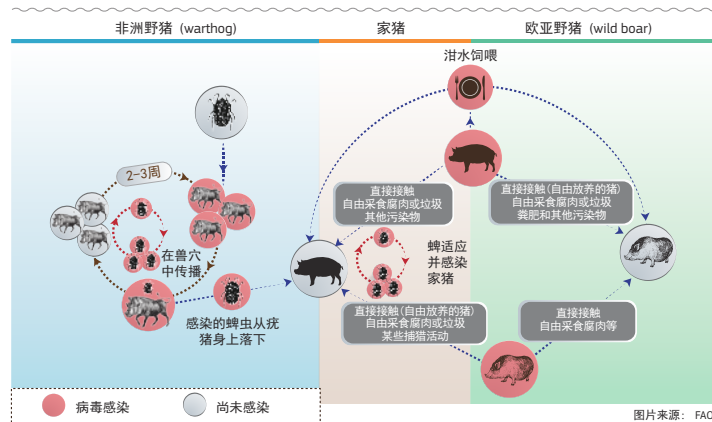 非洲野猪 (warthog)
家猪
欧亚野猪 (wild boar)
泔水饲喂
2-3周
在兽穴
中传播
感染的蜱虫从疣
猪身上落下
直接接触
自由采食腐肉或垃圾
其他污染物
直接接触(自由放养的猪)
自由采食腐肉或垃圾
粪肥和其他污染物
蜱适应
并感染
家猪
直接接触(自由放养的猪)
自由采食腐肉或垃圾
某些捕猎活动
直接接触
自由采食腐肉等
病毒感染
尚未感染
图片来源: FAO